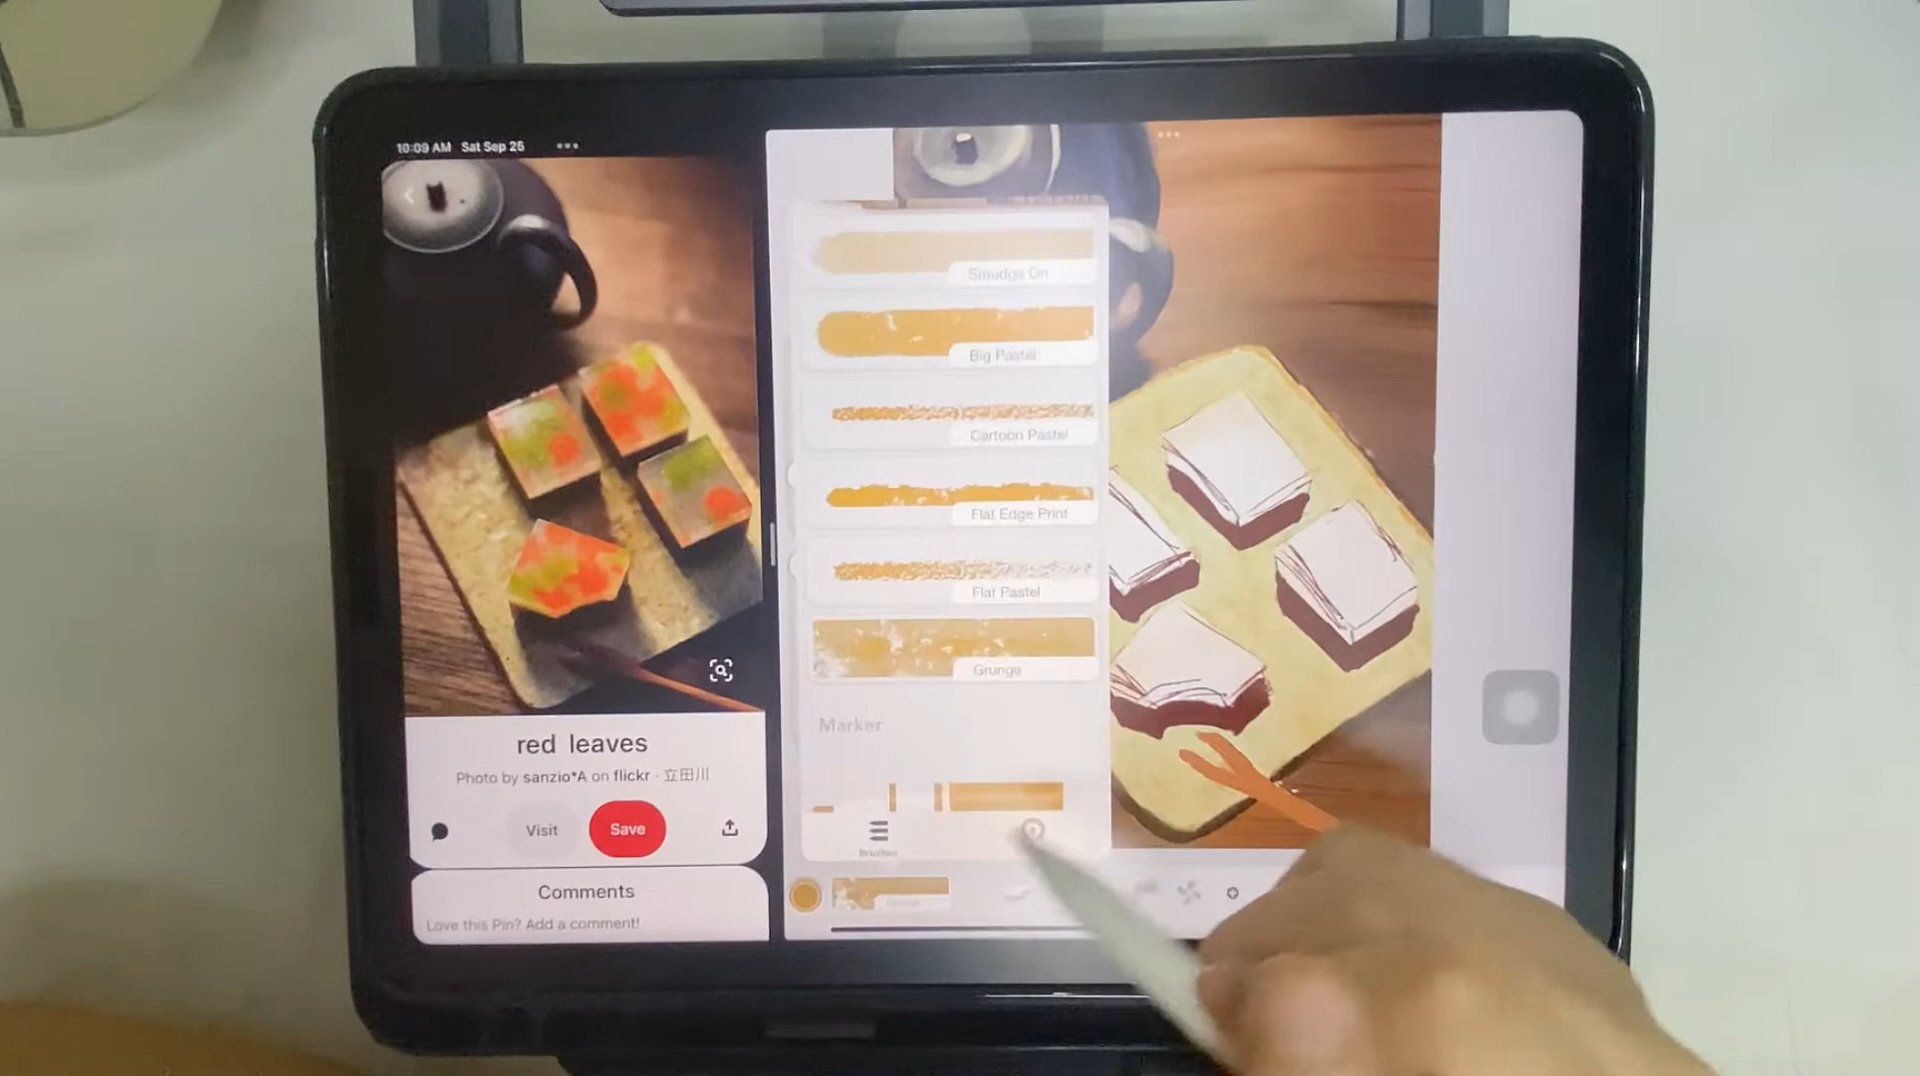 10:09 AM Sat Sep 25
red leaves
Photo by sanzio*A on flickr · 立田川
Visit
Save
Comments
Love this Pin? Add a comment!
Smudge On
Big Pastel
Cartoon Pastel
Flat Edge Print
Flat Pastel
Grunge
Marker
Brushes